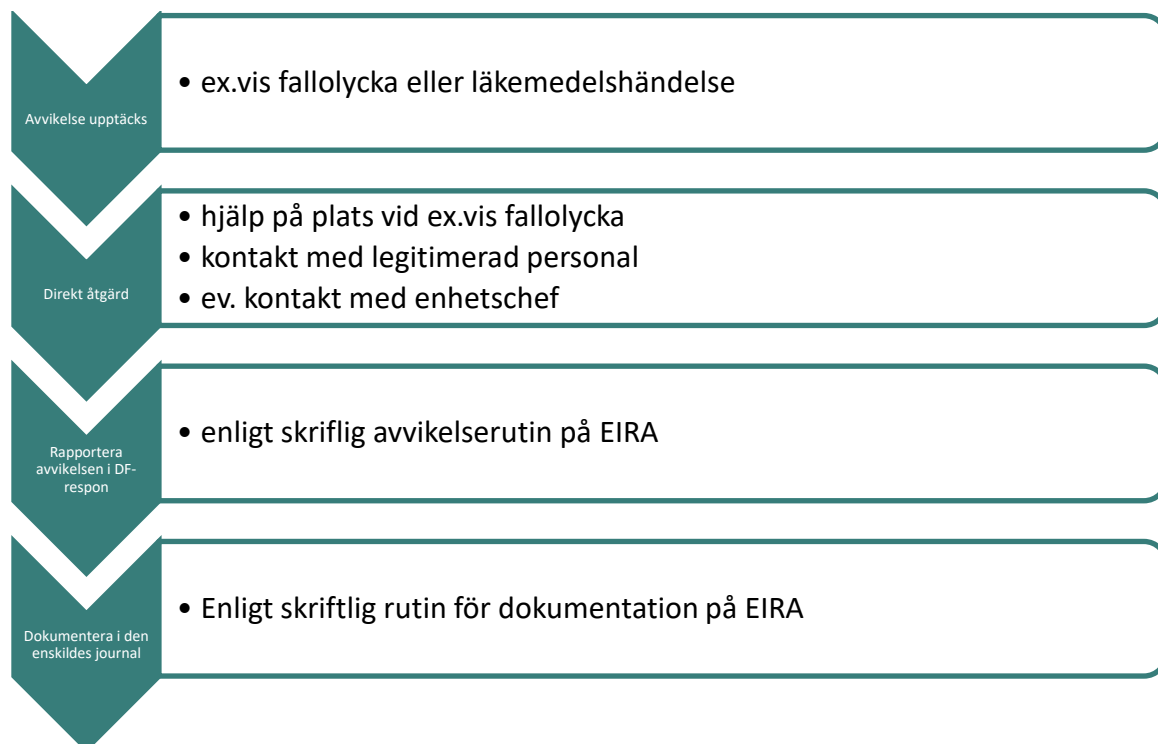 Avvikelse upptäcks
• ex.vis fallolycka eller läkemedelshändelse
Direkt åtgärd
• hjälp på plats vid ex.vis fallolycka
• kontakt med legitimerad personal
• ev. kontakt med enhetschef
Rapportera
avvikelsen i DF-
respon
• enligt skriflig avvikelserutin på EIRA
Dokumentera i den
enskildes journal
• Enligt skriftlig rutin för dokumentation på EIRA